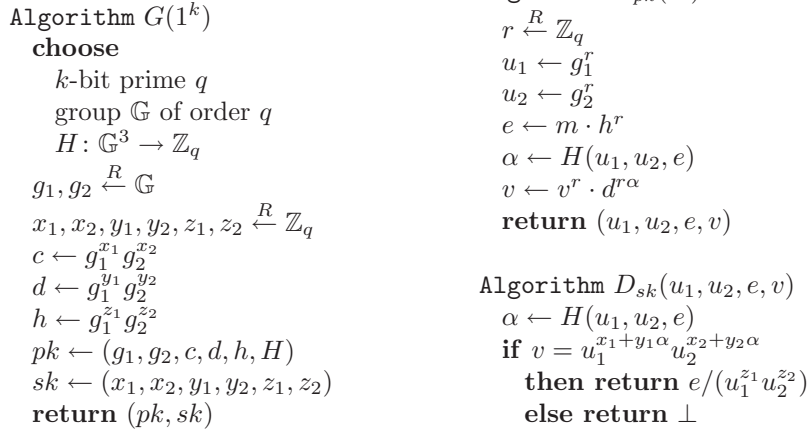 Algorithm G(1^k)
choose
k-bit prime q
group 𝔾 of order q
H: 𝔾^3 → ℤ_q
g_1, g_2 ←^R 𝔾
x_1, x_2, y_1, y_2, z_1, z_2 ←^R ℤ_q
c ← g_1^{x_1} g_2^{x_2}
d ← g_1^{y_1} g_2^{y_2}
h ← g_1^{z_1} g_2^{z_2}
pk ← (g_1, g_2, c, d, h, H)
sk ← (x_1, x_2, y_1, y_2, z_1, z_2)
return (pk, sk)
r ←^R ℤ_q
u_1 ← g_1^r
u_2 ← g_2^r
e ← m · h^r
α ← H(u_1, u_2, e)
v ← v^r · d^{rα}
return (u_1, u_2, e, v)
Algorithm D_{sk}(u_1, u_2, e, v)
α ← H(u_1, u_2, e)
if v = u_1^{x_1+y_1α} u_2^{x_2+y_2α}
then return e/(u_1^{z_1} u_2^{z_2})
else return ⊥